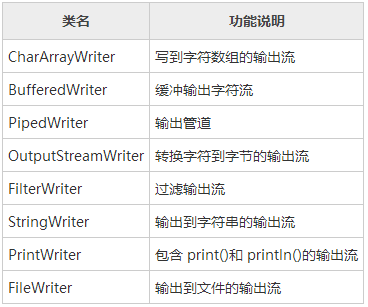 类名 功能说明
CharArrayWriter 写到字符数组的输出流
BufferedWriter 缓冲输出字符流
PipedWriter 输出管道
OutputStreamWriter 转换字符到字节的输出流
FilterWriter 过滤输出流
StringWriter 输出到字符串的输出流
PrintWriter 包含 print()和 println()的输出流
FileWriter 输出到文件的输出流